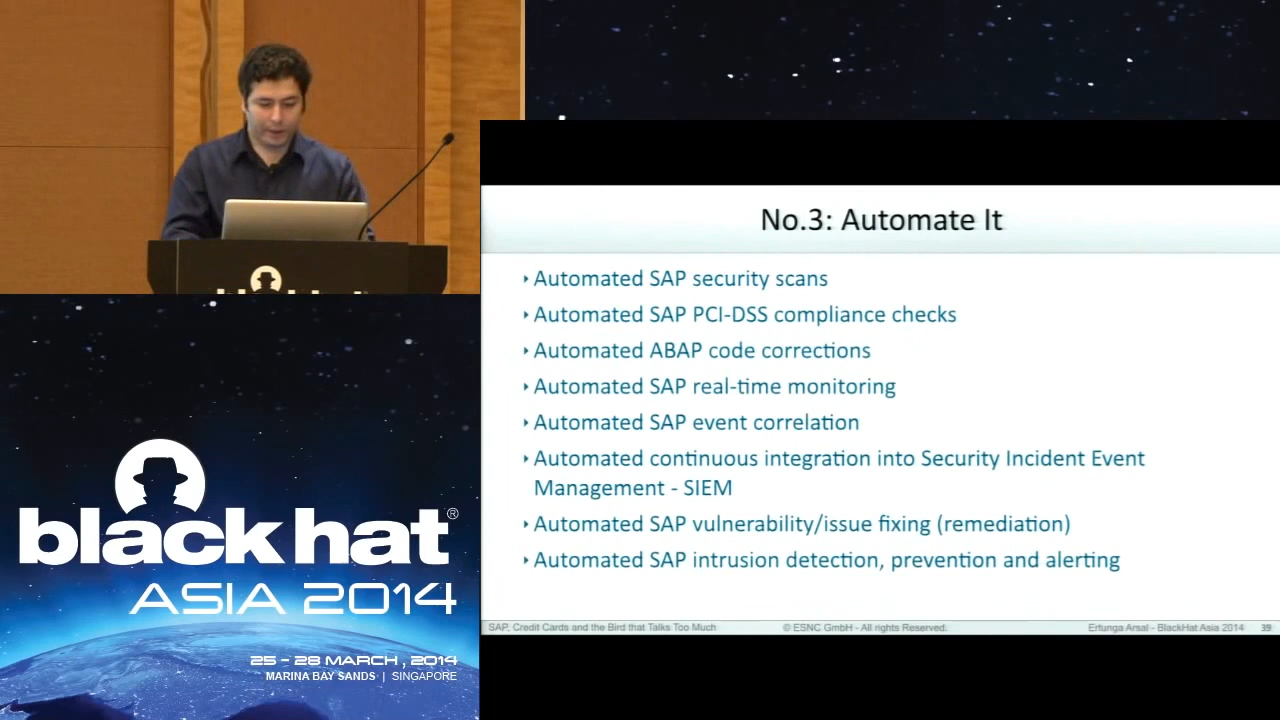 No.3: Automate It
‣ Automated SAP security scans
‣ Automated SAP PCI-DSS compliance checks
‣ Automated ABAP code corrections
‣ Automated SAP real-time monitoring
‣ Automated SAP event correlation
‣ Automated continuous integration into Security Incident Event
Management - SIEM
‣ Automated SAP vulnerability/issue fixing (remediation)
‣ Automated SAP intrusion detection, prevention and alerting
SAP, Credit Cards and the Bird that Talks Too Much
© ESNC GmbH - All rights Reserved.
Ertunga Arsal - BlackHat Asia 2014 39
black hat®
ASIA 2014
25 - 28 MARCH, 2014
MARINA BAY SANDS | SINGAPORE